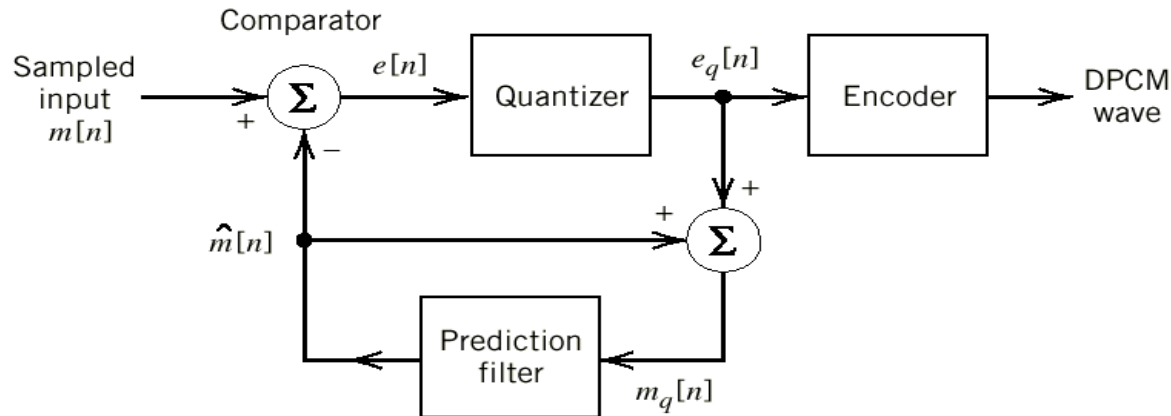 Comparator
Sampled
input
m[n]
+
Σ
−
e[n]
Quantizer
e_q[n]
Encoder
DPCM
wave
m̂[n]
+
+
Σ
Prediction
filter
m_q[n]